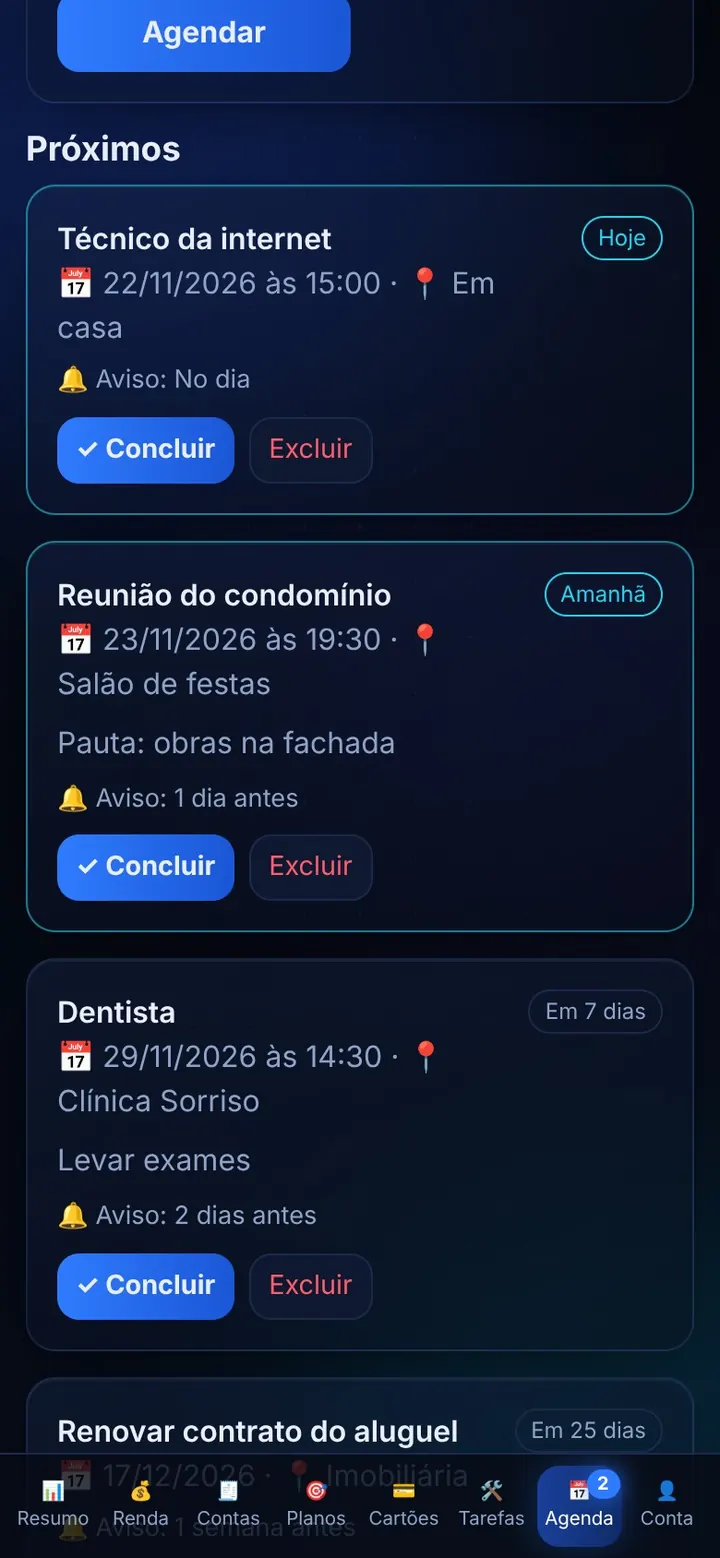 Agendar
Próximos
Técnico da internet
Hoje
📅 22/11/2026 às 15:00 · 📍 Em
casa
🔔 Aviso: No dia
✓ Concluir
Excluir
Reunião do condomínio
Amanhã
📅 23/11/2026 às 19:30 · 📍
Salão de festas
Pauta: obras na fachada
🔔 Aviso: 1 dia antes
✓ Concluir
Excluir
Dentista
Em 7 dias
📅 29/11/2026 às 14:30 · 📍
Clínica Sorriso
Levar exames
🔔 Aviso: 2 dias antes
✓ Concluir
Excluir
Renovar contrato do aluguel
Em 25 dias
📅 17/12/2026 · 📍 Imobiliária
🔔 Aviso: 1 semana antes
2
Resumo
Renda
Contas
Planos
Cartões
Tarefas
Agenda
Conta